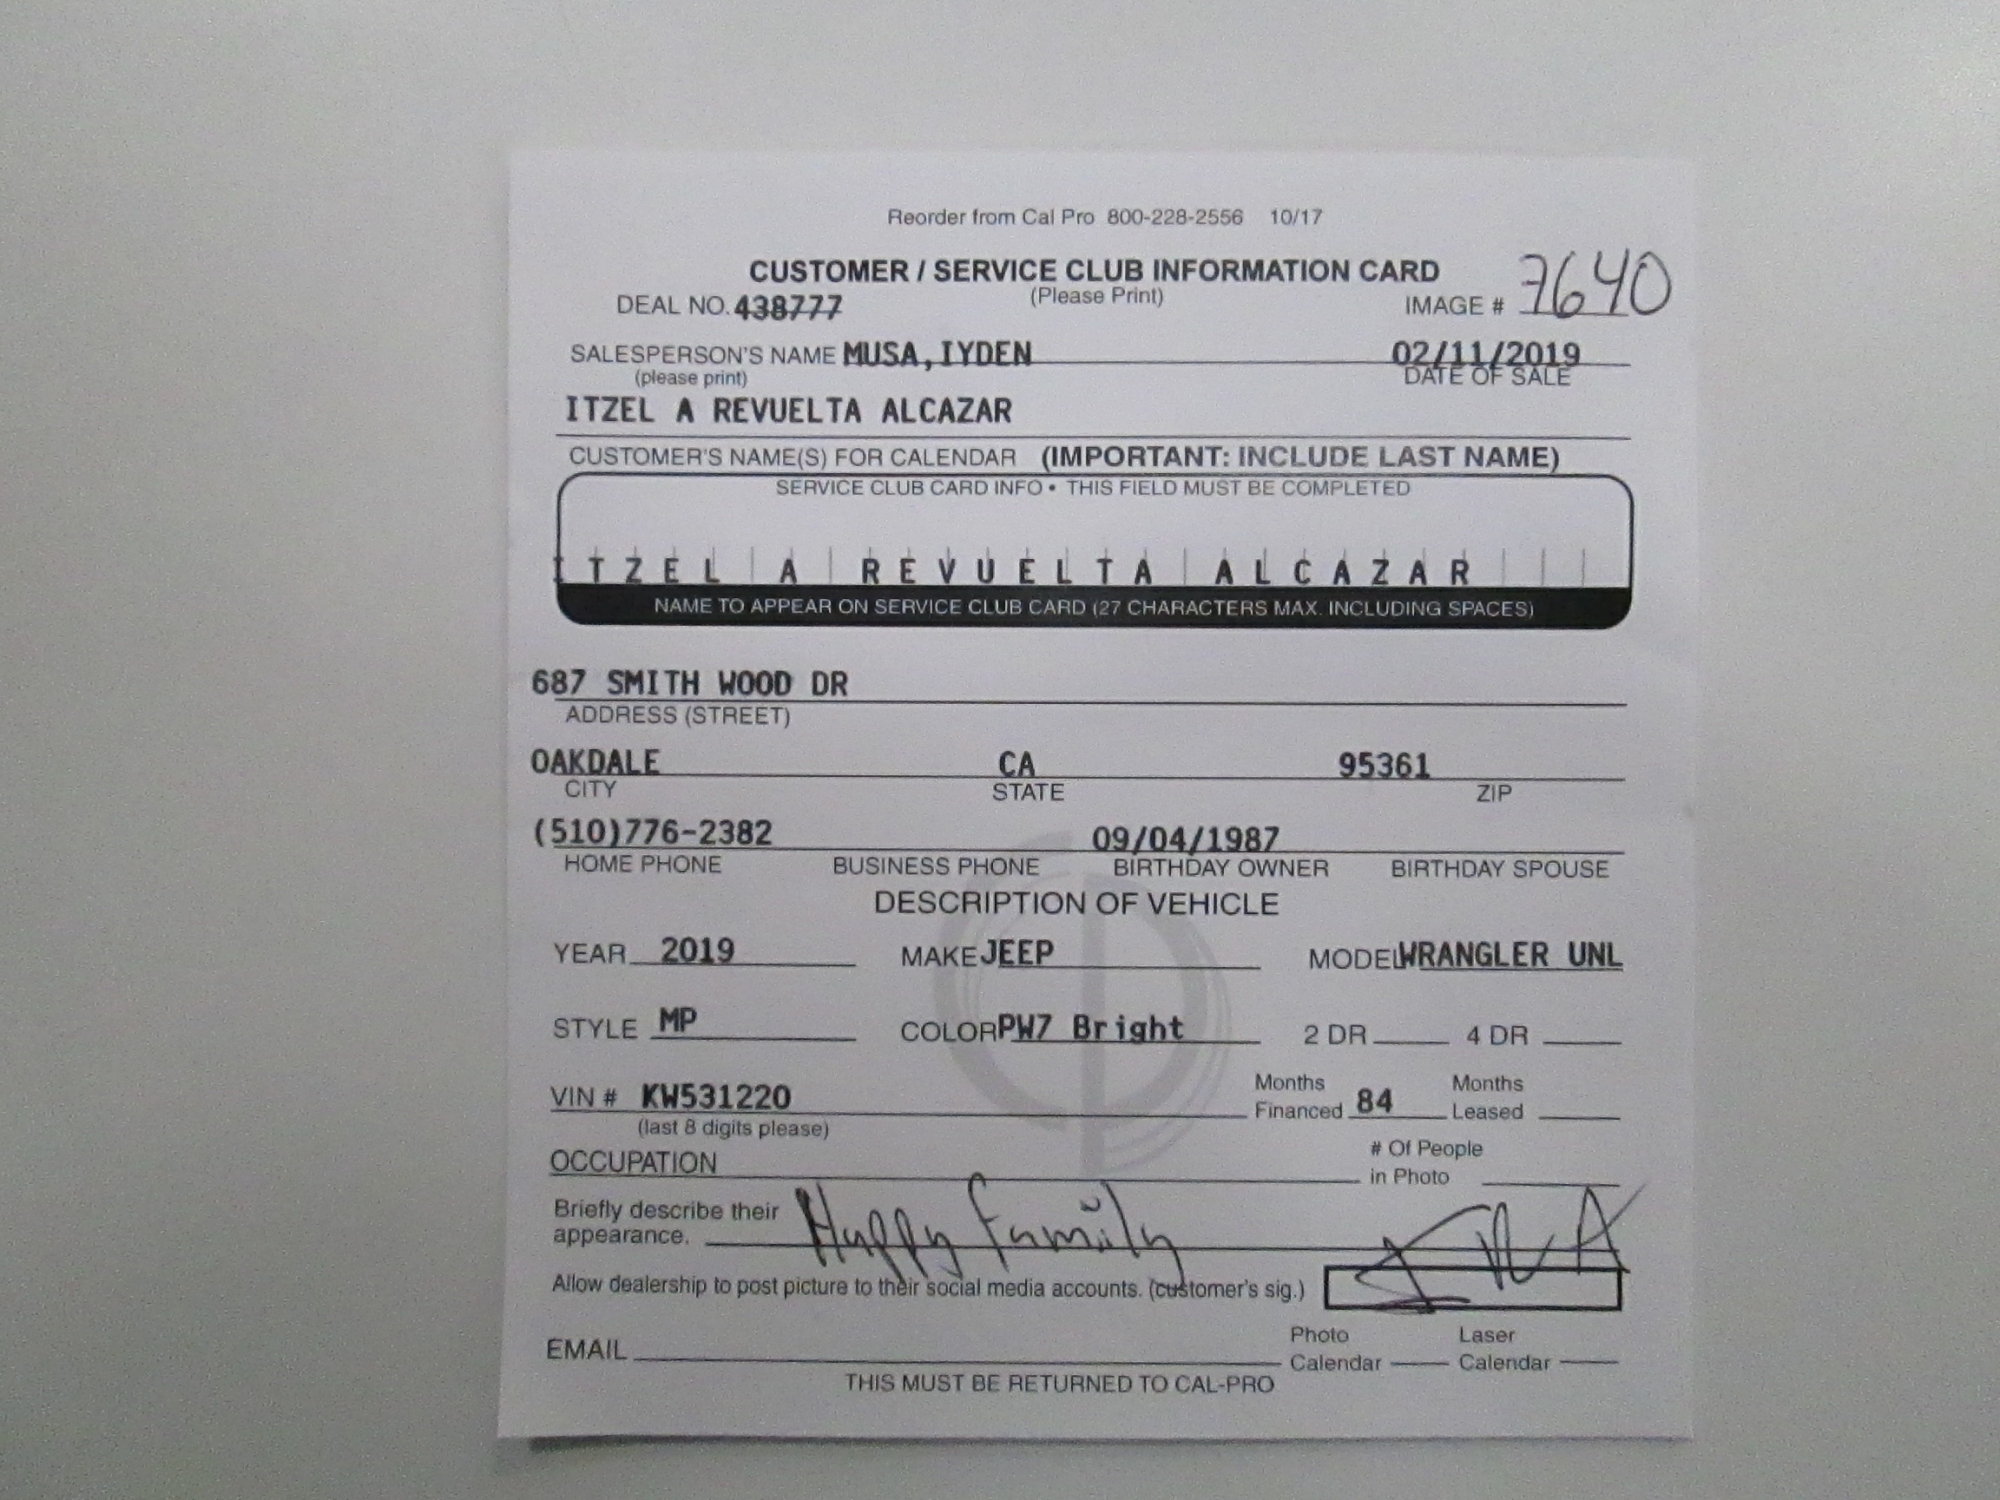 Reorder from Cal Pro 800-228-2556 10/17
CUSTOMER / SERVICE CLUB INFORMATION CARD
(Please Print)
DEAL NO. 438777
IMAGE # 7640
SALESPERSON'S NAME MUSA, IYDEN 02/11/2019
(please print) DATE OF SALE
ITZEL A REVUELTA ALCAZAR
CUSTOMER'S NAME(S) FOR CALENDAR (IMPORTANT: INCLUDE LAST NAME)
SERVICE CLUB CARD INFO • THIS FIELD MUST BE COMPLETED
ITZEL A REVUELTA ALCAZAR
NAME TO APPEAR ON SERVICE CLUB CARD (27 CHARACTERS MAX. INCLUDING SPACES)
687 SMITH WOOD DR
ADDRESS (STREET)
OAKDALE CA 95361
CITY STATE ZIP
(510)776-2382 09/04/1987
HOME PHONE BUSINESS PHONE BIRTHDAY OWNER BIRTHDAY SPOUSE
DESCRIPTION OF VEHICLE
YEAR 2019 MAKE JEEP MODEL WRANGLER UNL
STYLE MP COLOR PW7 Bright 2 DR 4 DR
VIN # KW531220 Months Financed 84 Months Leased
(last 8 digits please)
OCCUPATION # Of People in Photo
Briefly describe their appearance. Happy Family
Allow dealership to post picture to their social media accounts. (customer's sig.)
EMAIL Photo Calendar Laser Calendar
THIS MUST BE RETURNED TO CAL-PRO